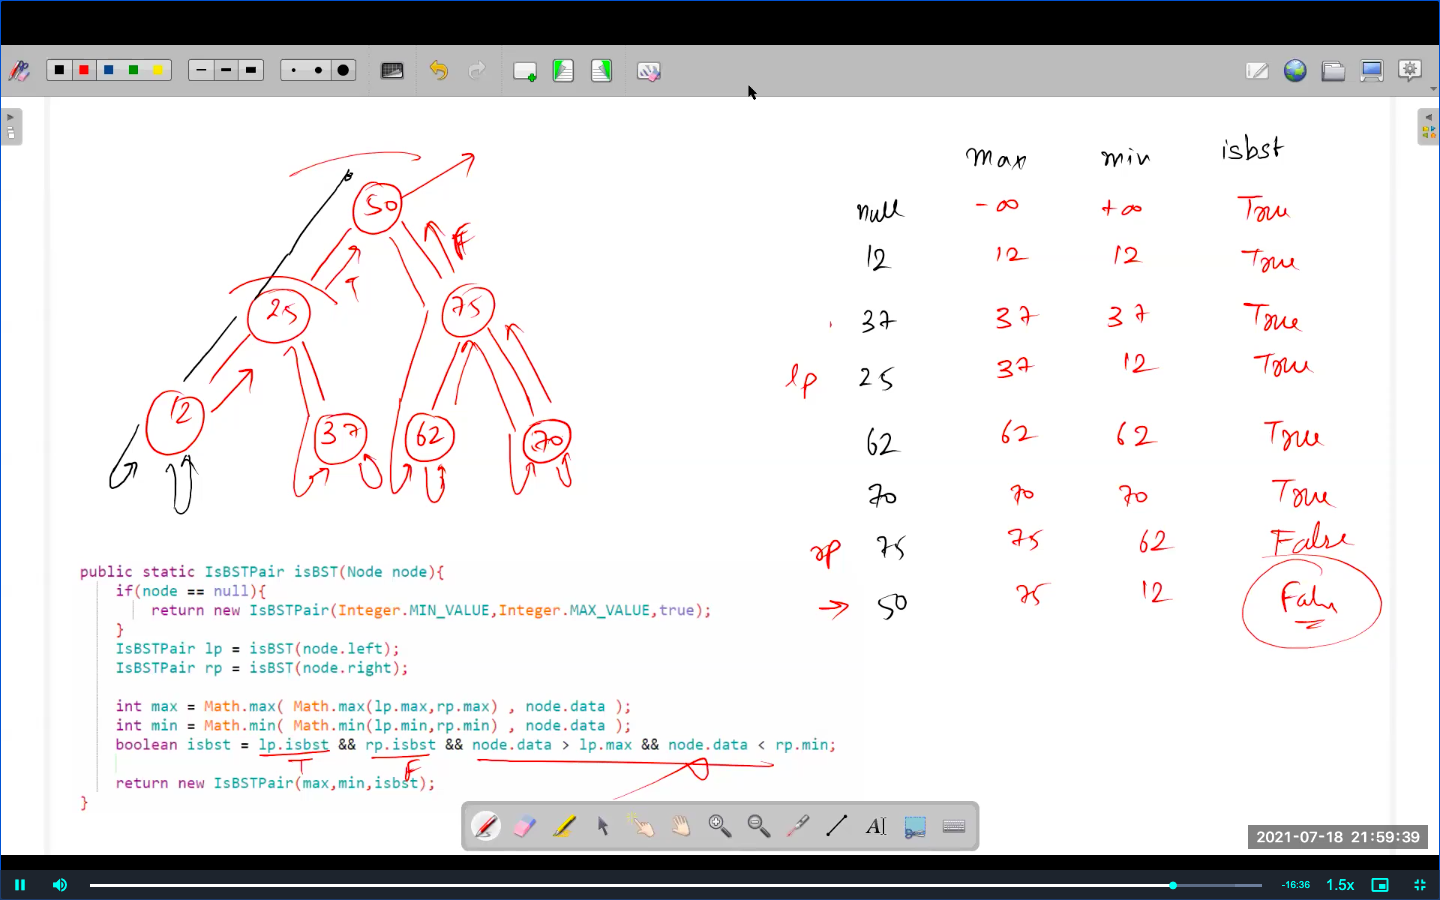 max min isbst
null -∞ +∞ True
12 12 12 True
37 37 37 True
lp 25 37 12 True
62 62 62 True
70 70 70 True
rp 75 75 62 False
50 75 12 False
50
F
T
25 75
12 37 62 70
public static IsBSTPair isBST(Node node){
if(node == null){
return new IsBSTPair(Integer.MIN_VALUE,Integer.MAX_VALUE,true);
}
IsBSTPair lp = isBST(node.left);
IsBSTPair rp = isBST(node.right);
int max = Math.max( Math.max(lp.max,rp.max) , node.data );
int min = Math.min( Math.min(lp.min,rp.min) , node.data );
boolean isbst = lp.isbst && rp.isbst && node.data > lp.max && node.data < rp.min;
T F
return new IsBSTPair(max,min,isbst);
}
AI
2021-07-18 21:59:39
-16:36 1.5x